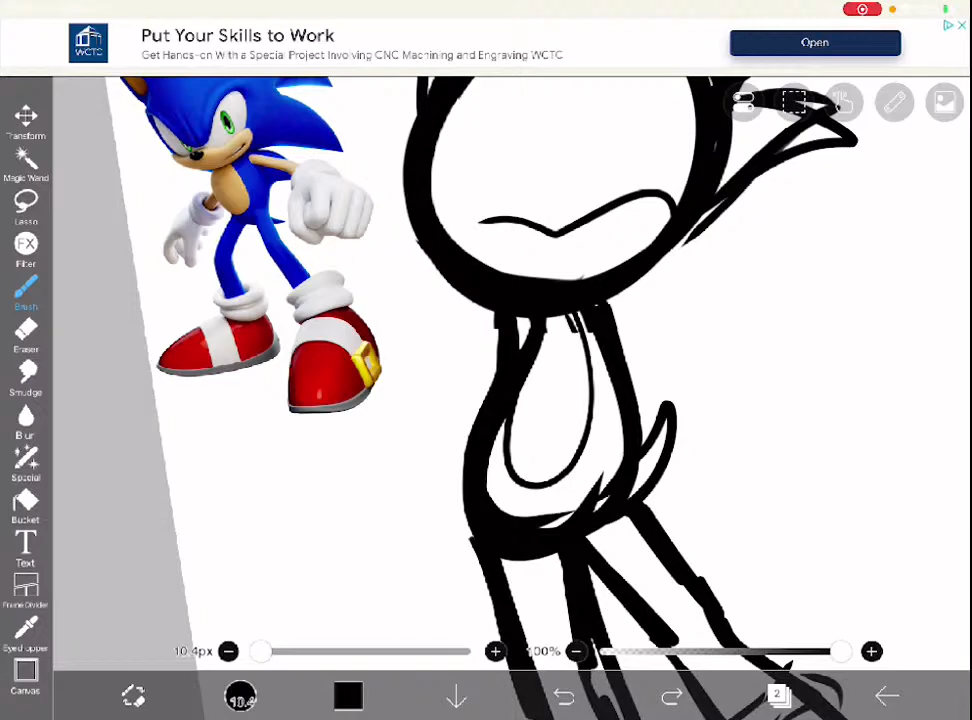 Put Your Skills to Work
Get Hands-on With a Special Project Involving CNC Machining and Engraving WCTC
WCTC
Open
Transform
Magic Wand
Lasso
FX
Filter
Brush
Eraser
Smudge
Blur
Special
Bucket
T
Text
Frame Divider
Eyedropper
Canvas
10.4px
100%
10.4
2